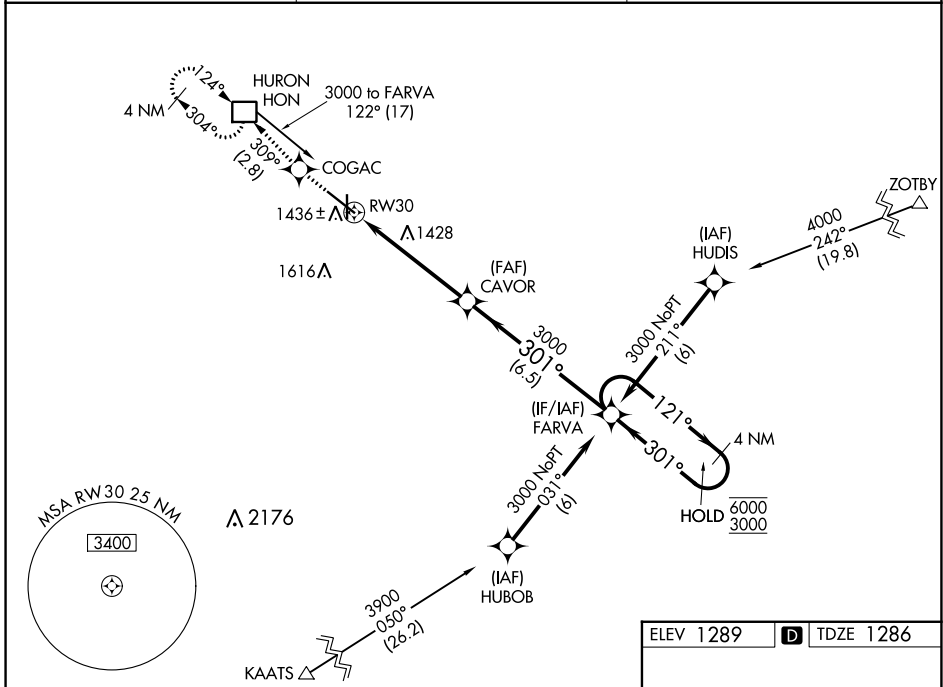 HURON
HON
124°
4 NM
304°
3000 to FARVA
122° (17)
309°
(2.8)
COGAC
1436 ±
RW30
1428
1616
ZOTBY
4000
242°
(19.8)
(IAF)
HUDIS
(FAF)
CAVOR
3000 NoPT
211°
(6)
3000
301°
(6.5)
(IF/IAF)
FARVA
121°
4 NM
301°
HOLD
6000
3000
3000 NoPT
031°
(6)
MSA RW30 25 NM
3400
2176
(IAF)
HUBOB
3900
050°
(26.2)
KAATS
ELEV 1289
D
TDZE 1286